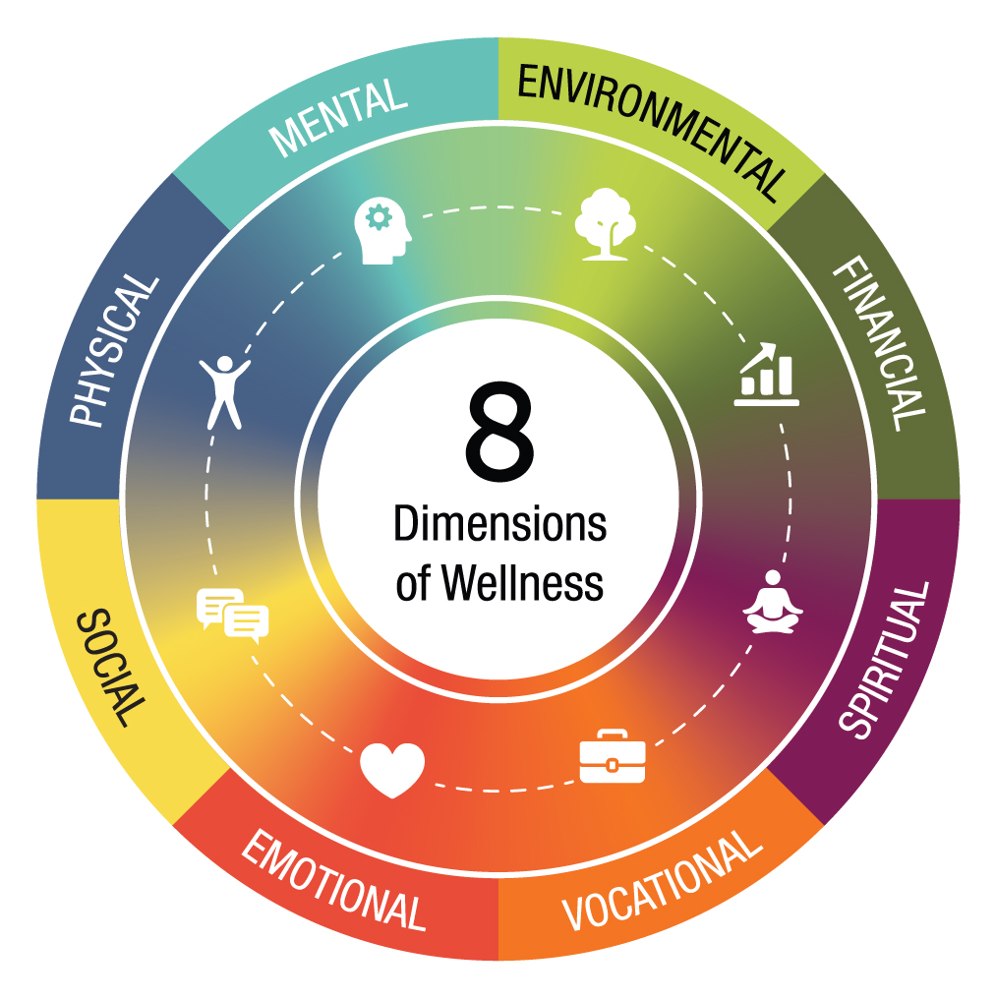 MENTAL
ENVIRONMENTAL
FINANCIAL
SPIRITUAL
VOCATIONAL
EMOTIONAL
SOCIAL
PHYSICAL
8
Dimensions
of Wellness